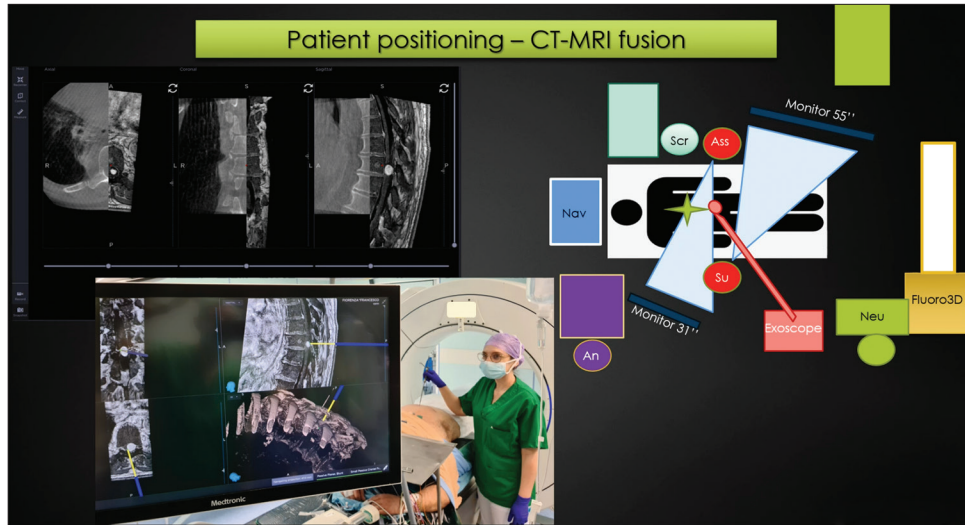 Patient positioning – CT-MRI fusion
Axial
Coronal
Sagittal
A
S
S
R
L
R
L
A
P
P
Monitor 55’’
Scr
Ass
Nav
Su
Monitor 31’’
An
Exoscope
Neu
Fluoro3D
Medtronic